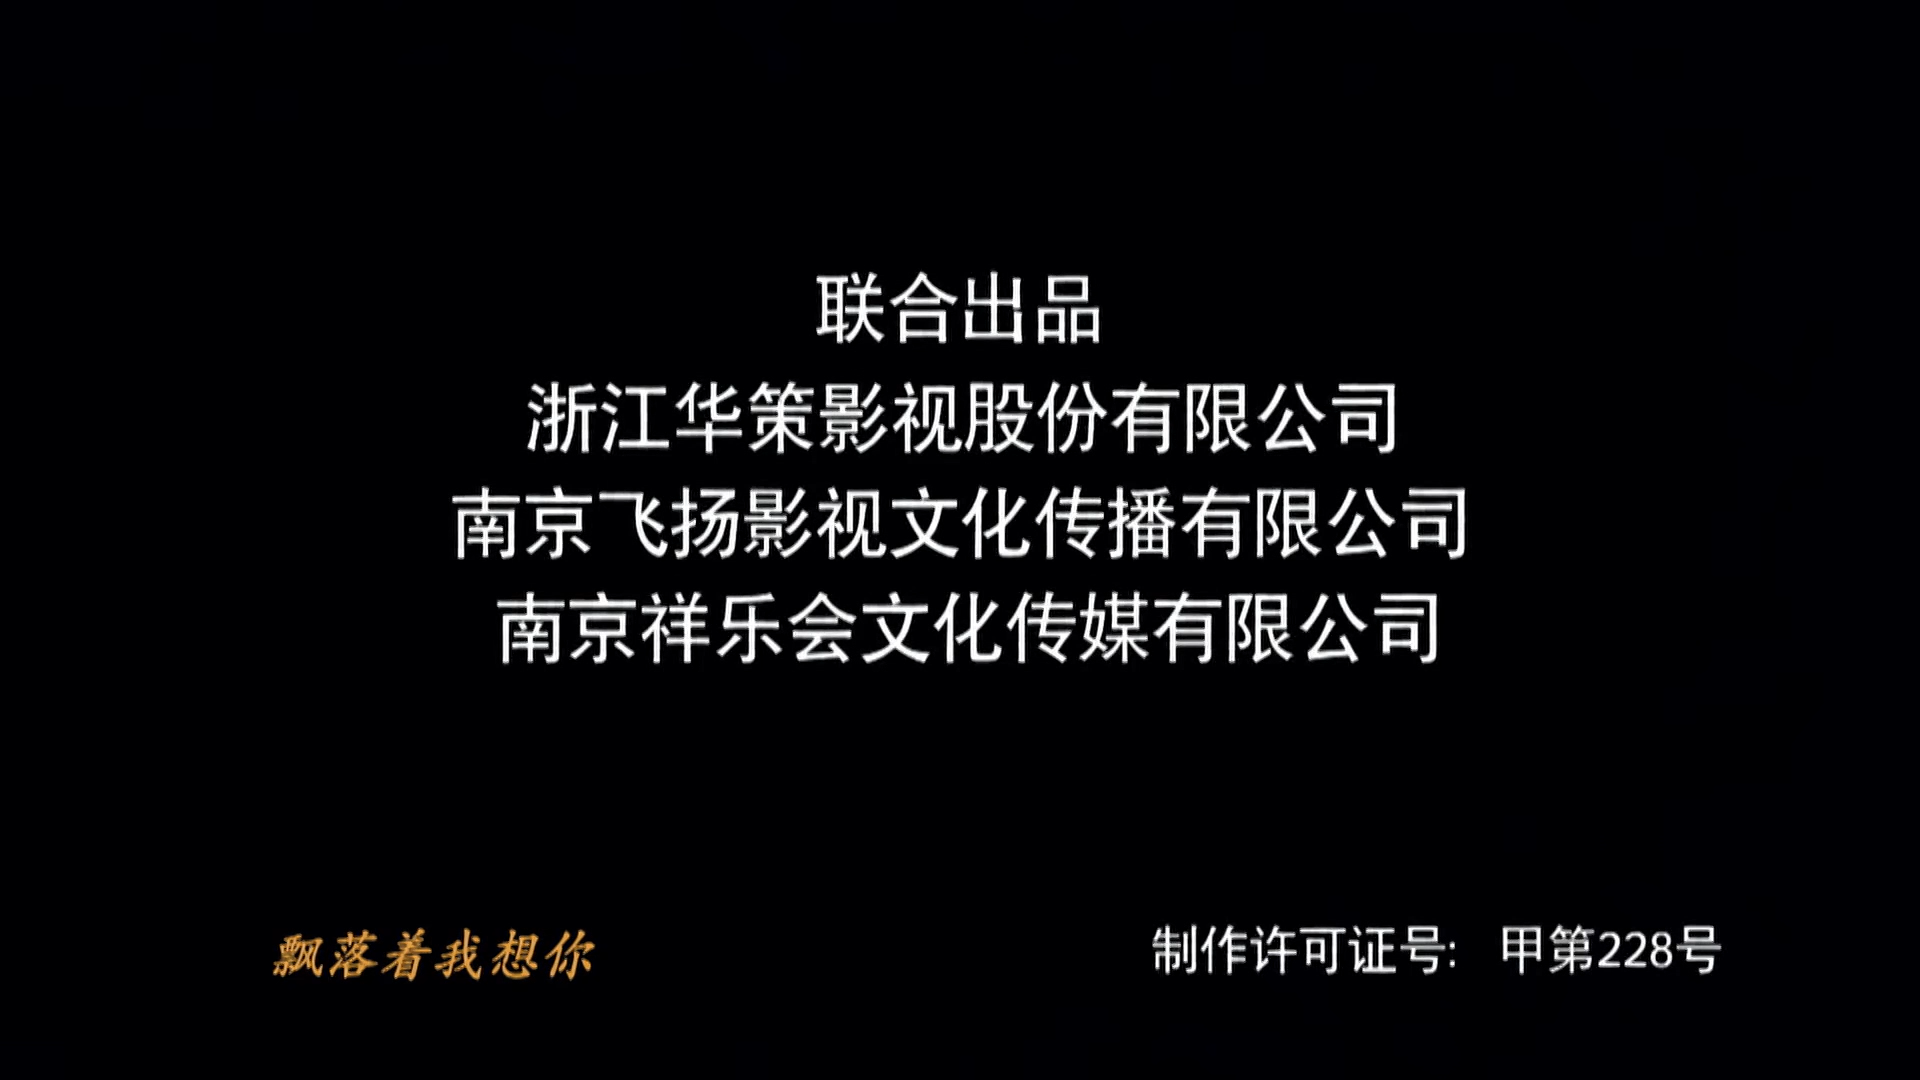 联合出品
浙江华策影视股份有限公司
南京飞扬影视文化传播有限公司
南京祥乐会文化传媒有限公司
飘落着我想你
制作许可证号： 甲第228号